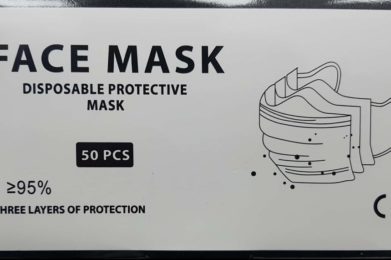 FACE MASK
DISPOSABLE PROTECTIVE
MASK
50 PCS
≥95%
HREE LAYERS OF PROTECTION
C